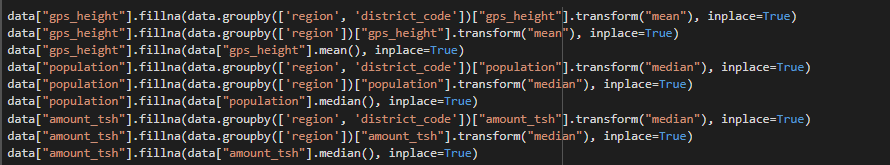 data["gps_height"].fillna(data.groupby(['region', 'district_code'])["gps_height"].transform("mean"), inplace=True)
data["gps_height"].fillna(data.groupby(['region'])["gps_height"].transform("mean"), inplace=True)
data["gps_height"].fillna(data["gps_height"].mean(), inplace=True)
data["population"].fillna(data.groupby(['region', 'district_code'])["population"].transform("median"), inplace=True)
data["population"].fillna(data.groupby(['region'])["population"].transform("median"), inplace=True)
data["population"].fillna(data["population"].median(), inplace=True)
data["amount_tsh"].fillna(data.groupby(['region', 'district_code'])["amount_tsh"].transform("median"), inplace=True)
data["amount_tsh"].fillna(data.groupby(['region'])["amount_tsh"].transform("median"), inplace=True)
data["amount_tsh"].fillna(data["amount_tsh"].median(), inplace=True)